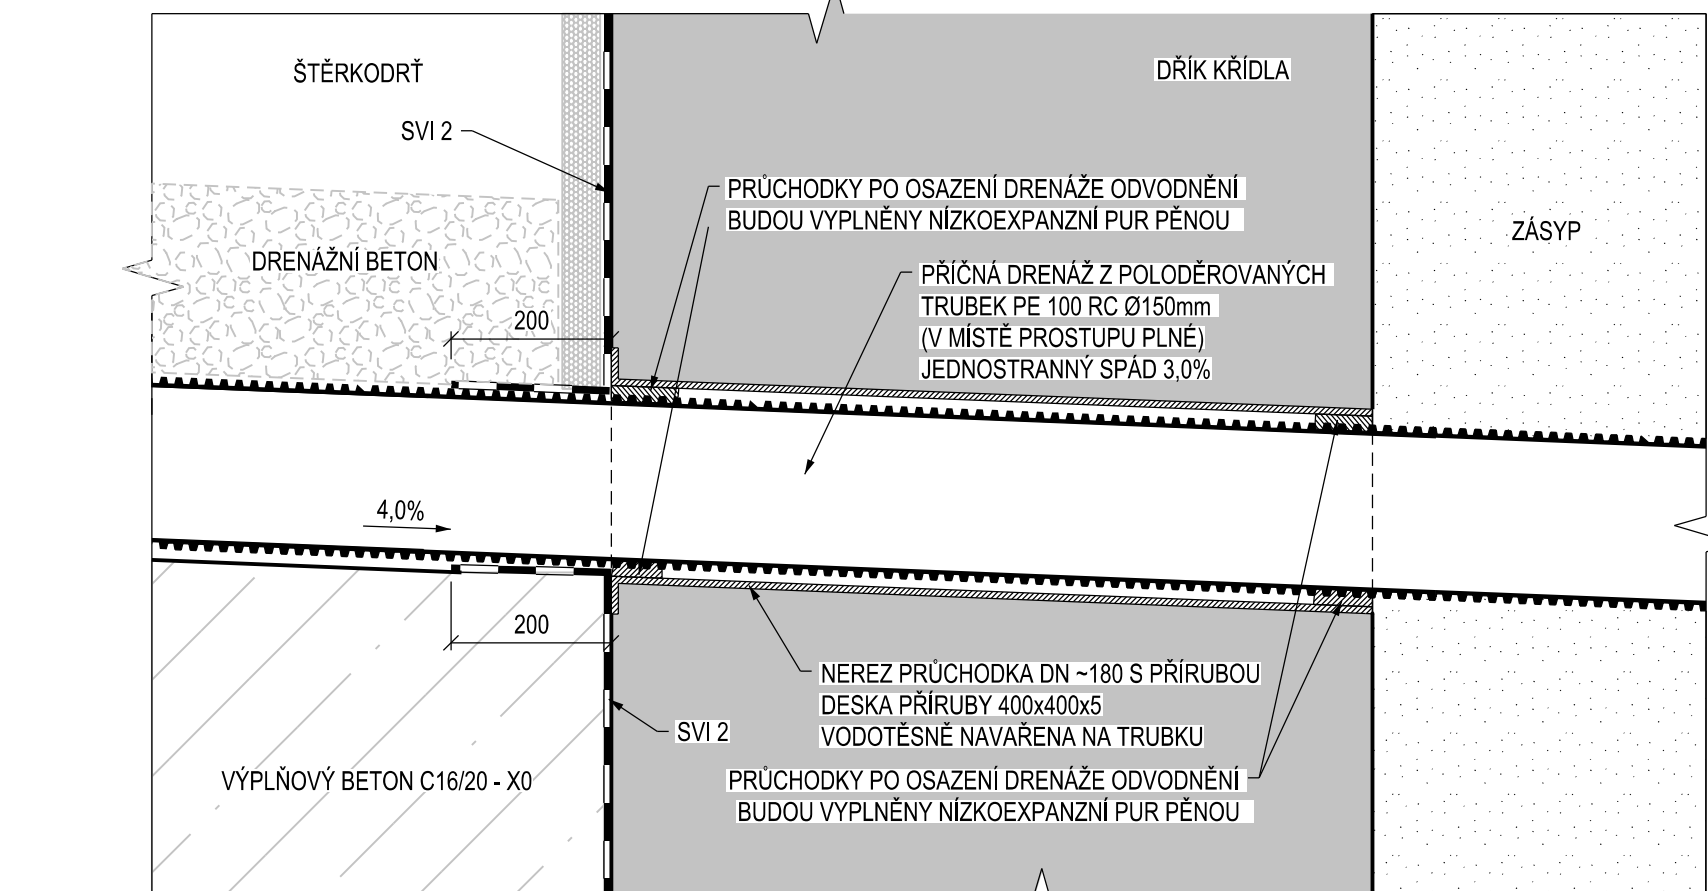 ŠTĚRKODRŤ
DŘÍK KŘÍDLA
SVI 2
PRŮCHODKY PO OSAZENÍ DRENÁŽE ODVODNĚNÍ
BUDOU VYPLNĚNY NÍZKOEXPANZNÍ PUR PĚNOU
ZÁSYP
DRENÁŽNÍ BETON
PŘÍČNÁ DRENÁŽ Z POLODĚROVANÝCH
TRUBEK PE 100 RC Ø150mm
(V MÍSTĚ PROSTUPU PLNÉ)
JEDNOSTRANNÝ SPÁD 3,0%
200
4,0%
200
NEREZ PRŮCHODKA DN ~180 S PŘÍRUBOU
DESKA PŘÍRUBY 400x400x5
VODOTĚSNĚ NAVAŘENA NA TRUBKU
SVI 2
VÝPLŇOVÝ BETON C16/20 - X0
PRŮCHODKY PO OSAZENÍ DRENÁŽE ODVODNĚNÍ
BUDOU VYPLNĚNY NÍZKOEXPANZNÍ PUR PĚNOU